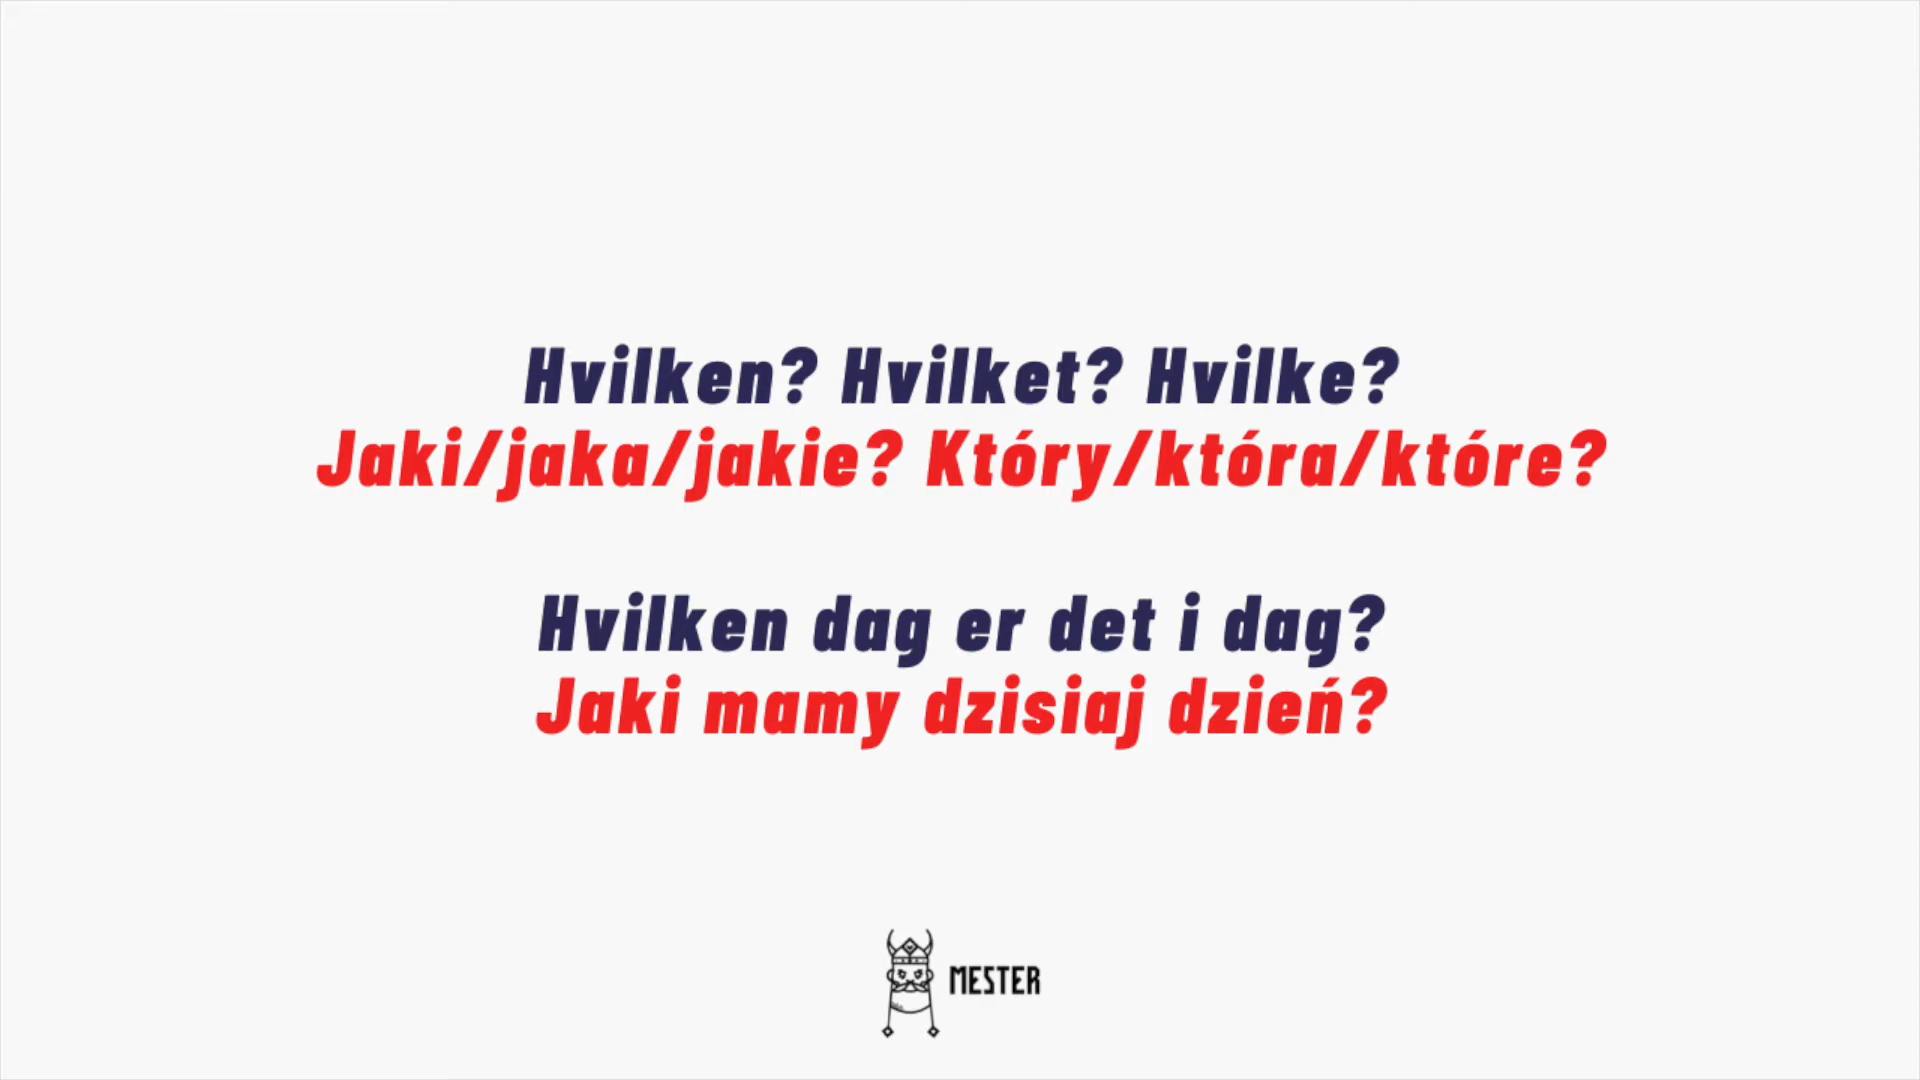 Hvilken? Hvilket? Hvilke?
Jaki/jaka/jakie? Który/która/które?
Hvilken dag er det i dag?
Jaki mamy dzisiaj dzień?
MESTER